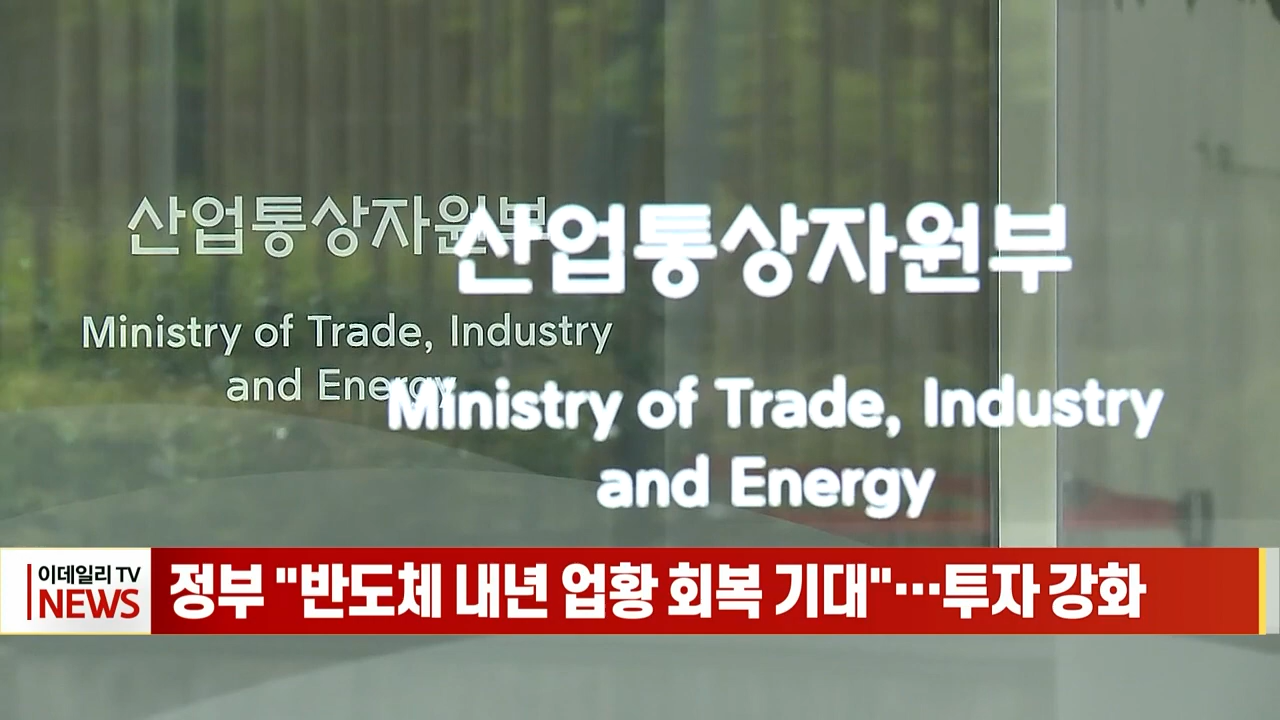 산업통상자원부
Ministry of Trade, Industry
and Energy
산업통상자원부
Ministry of Trade, Industry
and Energy
이데일리 TV
NEWS
정부 "반도체 내년 업황 회복 기대"…투자 강화